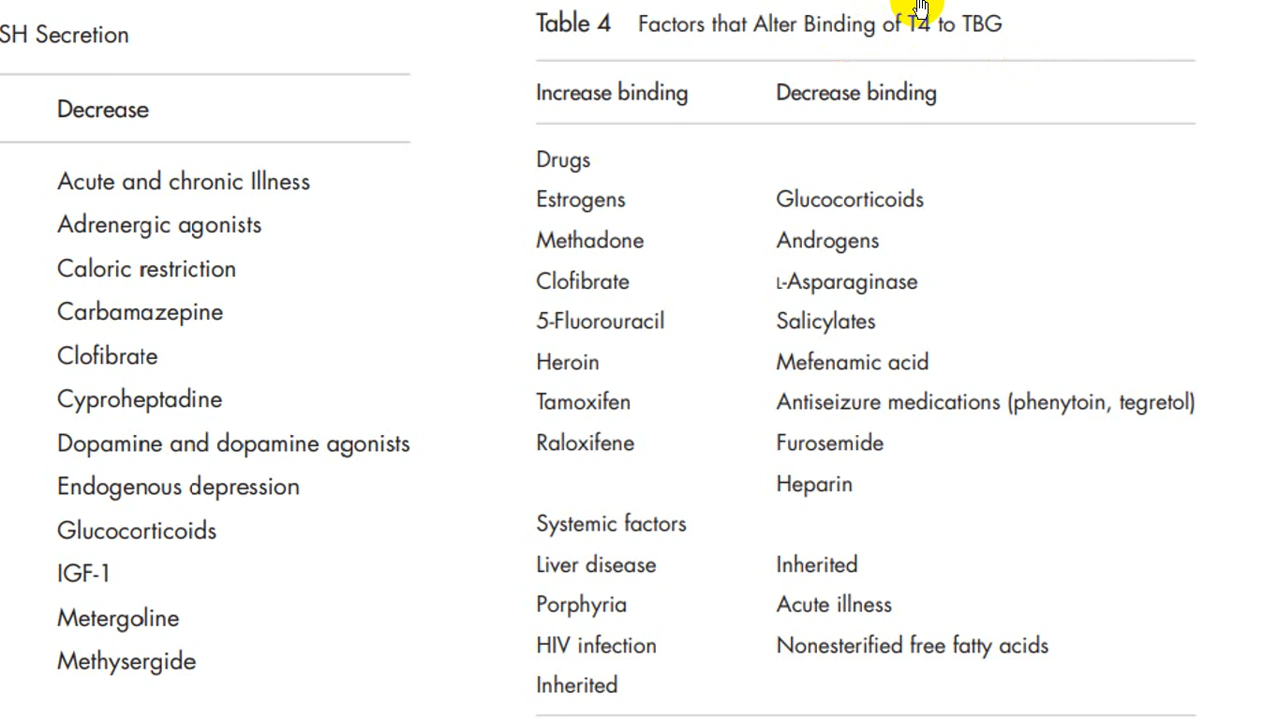 SH Secretion
Decrease
Acute and chronic Illness
Adrenergic agonists
Caloric restriction
Carbamazepine
Clofibrate
Cyproheptadine
Dopamine and dopamine agonists
Endogenous depression
Glucocorticoids
IGF-1
Metergoline
Methysergide
Table 4 Factors that Alter Binding of T4 to TBG
Increase binding Decrease binding
Drugs
Estrogens Glucocorticoids
Methadone Androgens
Clofibrate L-Asparaginase
5-Fluorouracil Salicylates
Heroin Mefenamic acid
Tamoxifen Antiseizure medications (phenytoin, tegretol)
Raloxifene Furosemide
Heparin
Systemic factors
Liver disease Inherited
Porphyria Acute illness
HIV infection Nonesterified free fatty acids
Inherited